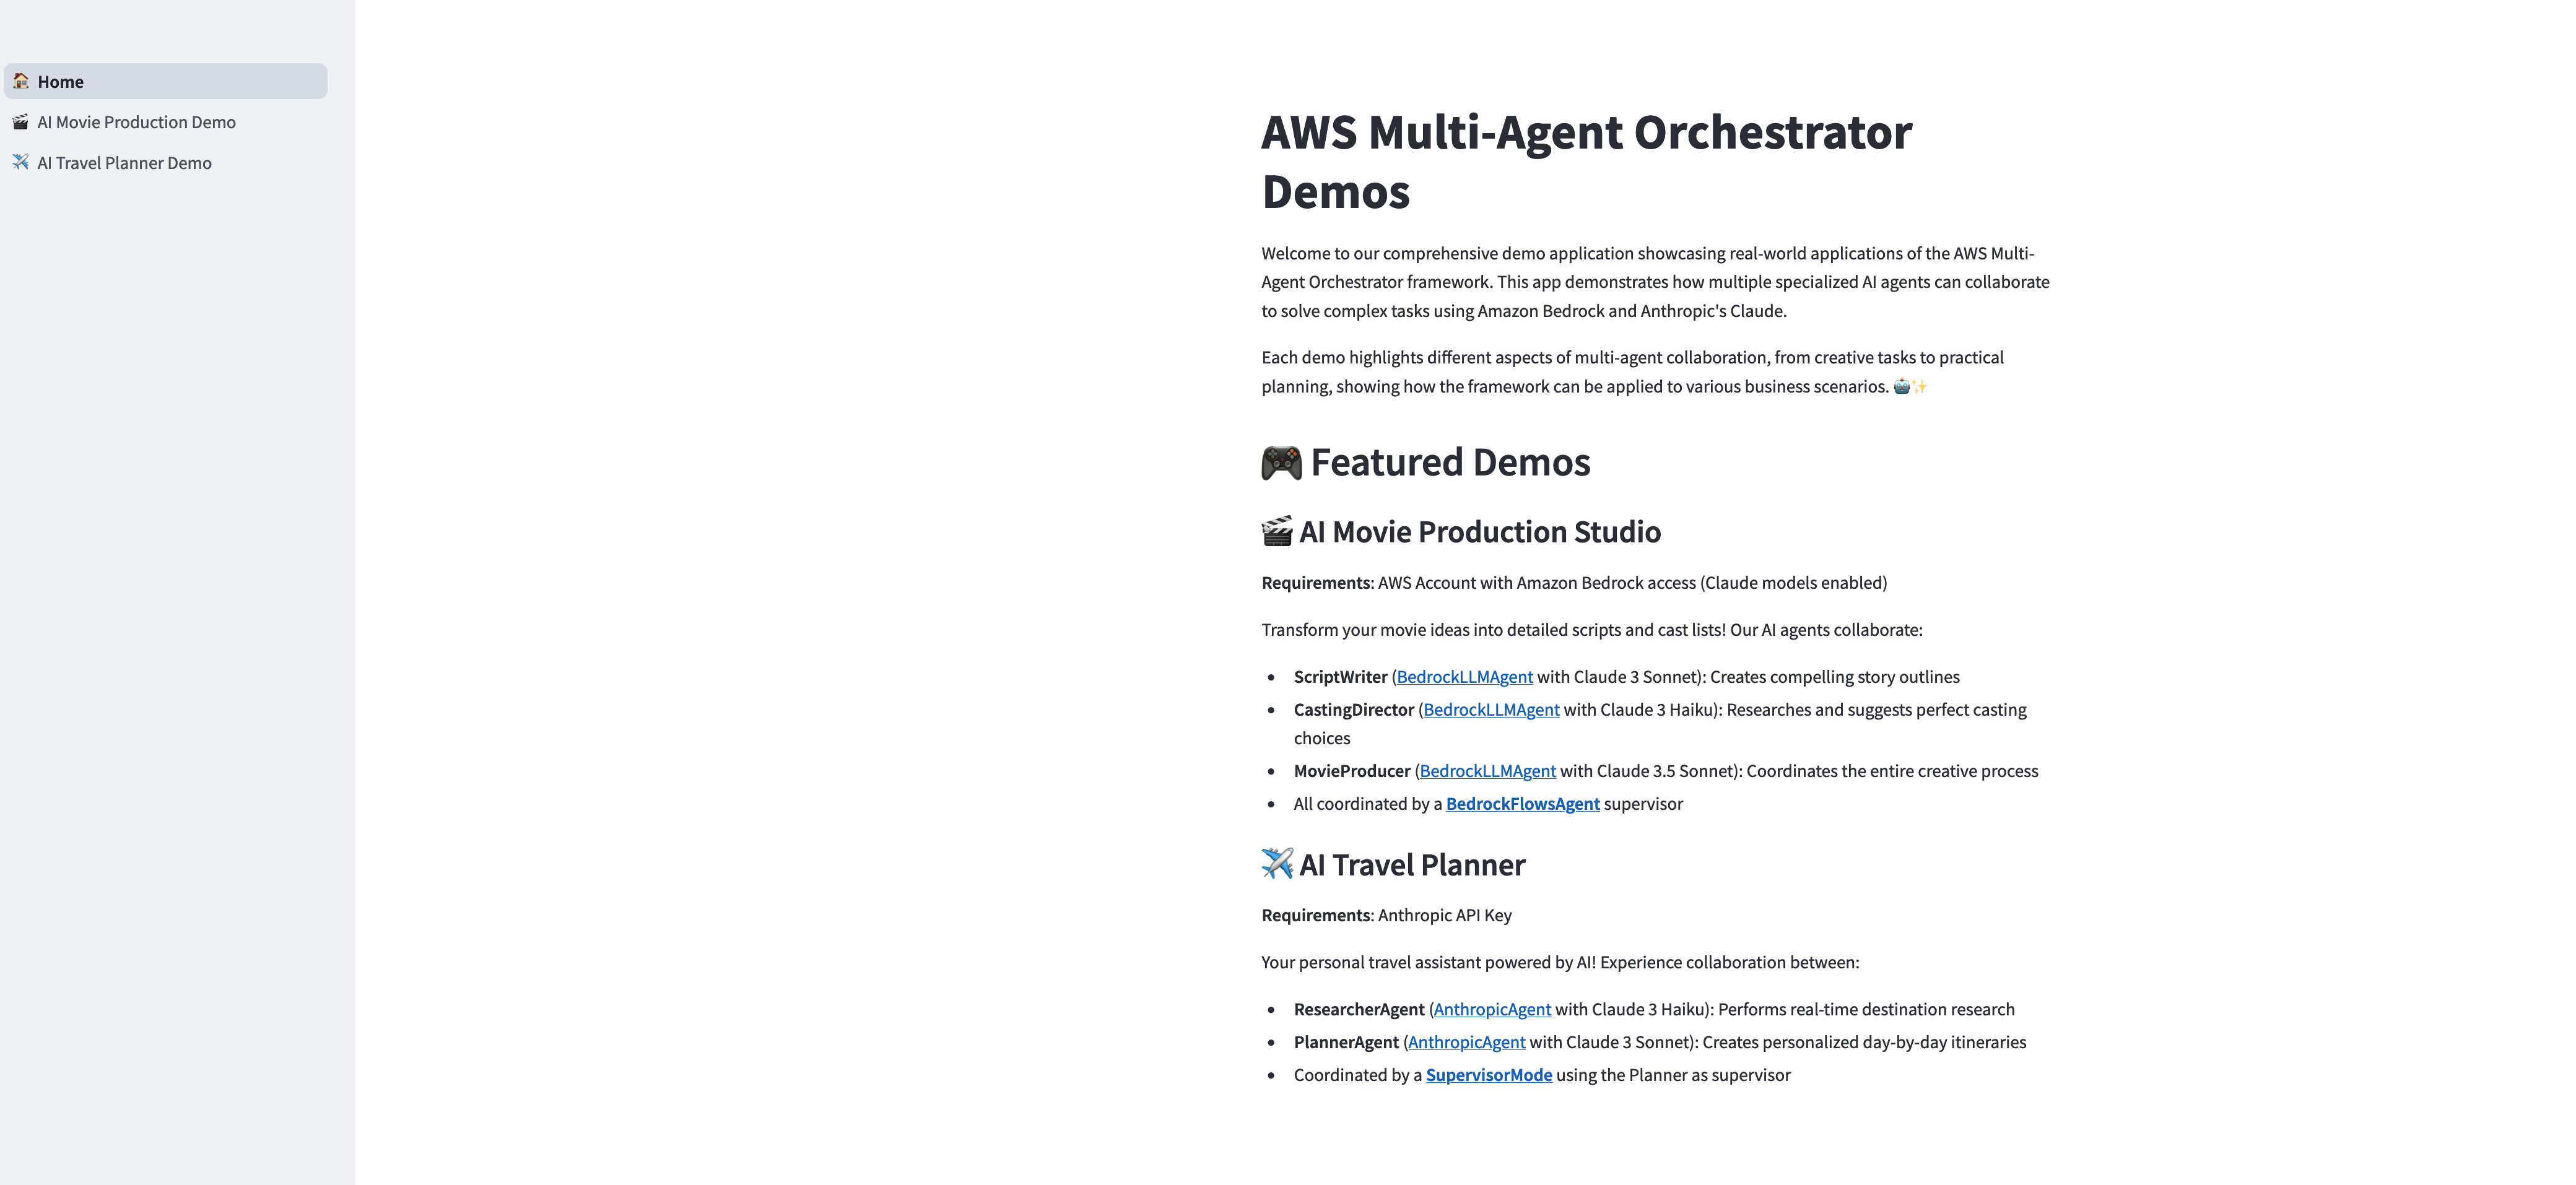 Home
AI Movie Production Demo
AI Travel Planner Demo
AWS Multi-Agent Orchestrator
Demos
Welcome to our comprehensive demo application showcasing real-world applications of the AWS Multi-
Agent Orchestrator framework. This app demonstrates how multiple specialized AI agents can collaborate
to solve complex tasks using Amazon Bedrock and Anthropic's Claude.
Each demo highlights different aspects of multi-agent collaboration, from creative tasks to practical
planning, showing how the framework can be applied to various business scenarios. 🤖✨
🎮 Featured Demos
🎬 AI Movie Production Studio
Requirements: AWS Account with Amazon Bedrock access (Claude models enabled)
Transform your movie ideas into detailed scripts and cast lists! Our AI agents collaborate:
• ScriptWriter (BedrockLLMAgent with Claude 3 Sonnet): Creates compelling story outlines
• CastingDirector (BedrockLLMAgent with Claude 3 Haiku): Researches and suggests perfect casting
choices
• MovieProducer (BedrockLLMAgent with Claude 3.5 Sonnet): Coordinates the entire creative process
• All coordinated by a BedrockFlowsAgent supervisor
✈️ AI Travel Planner
Requirements: Anthropic API Key
Your personal travel assistant powered by AI! Experience collaboration between:
• ResearcherAgent (AnthropicAgent with Claude 3 Haiku): Performs real-time destination research
• PlannerAgent (AnthropicAgent with Claude 3 Sonnet): Creates personalized day-by-day itineraries
• Coordinated by a SupervisorMode using the Planner as supervisor